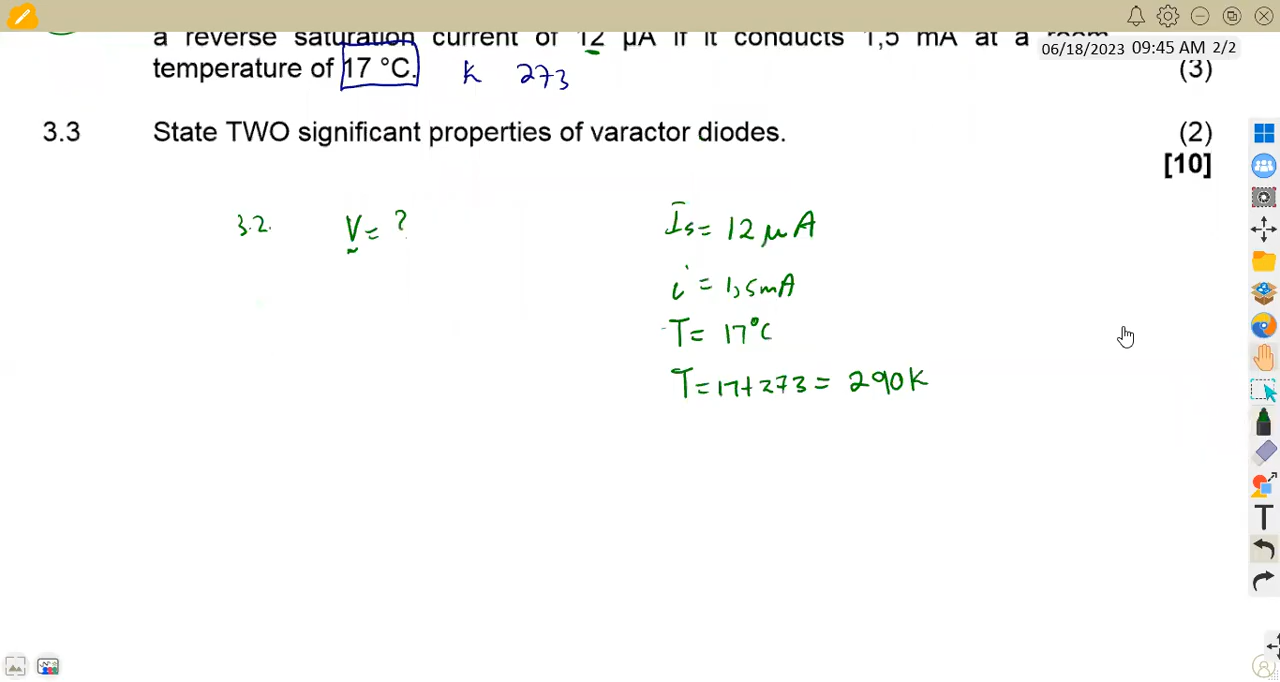 a reverse saturation current of 12 µA if it conducts 1,5 mA at a room
06/18/2023 09:45 AM 2/2
temperature of 17 °C. K 273 (3)
3.3 State TWO significant properties of varactor diodes. (2)
[10]
3.2. V = ? Is = 12 µA
i = 1,5mA
T = 17°C
T = 17+273 = 290K
T